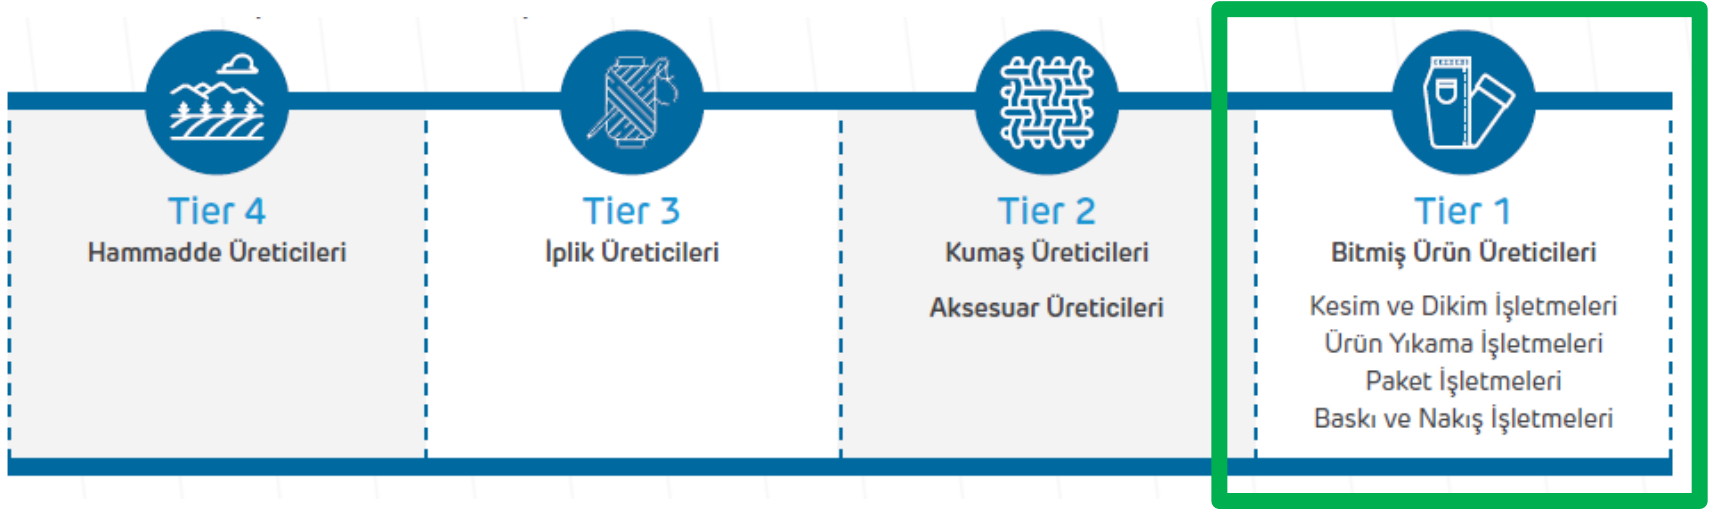 Tier 4
Hammadde Üreticileri
Tier 3
İplik Üreticileri
Tier 2
Kumaş Üreticileri
Aksesuar Üreticileri
Tier 1
Bitmiş Ürün Üreticileri
Kesim ve Dikim İşletmeleri
Ürün Yıkama İşletmeleri
Paket İşletmeleri
Baskı ve Nakış İşletmeleri